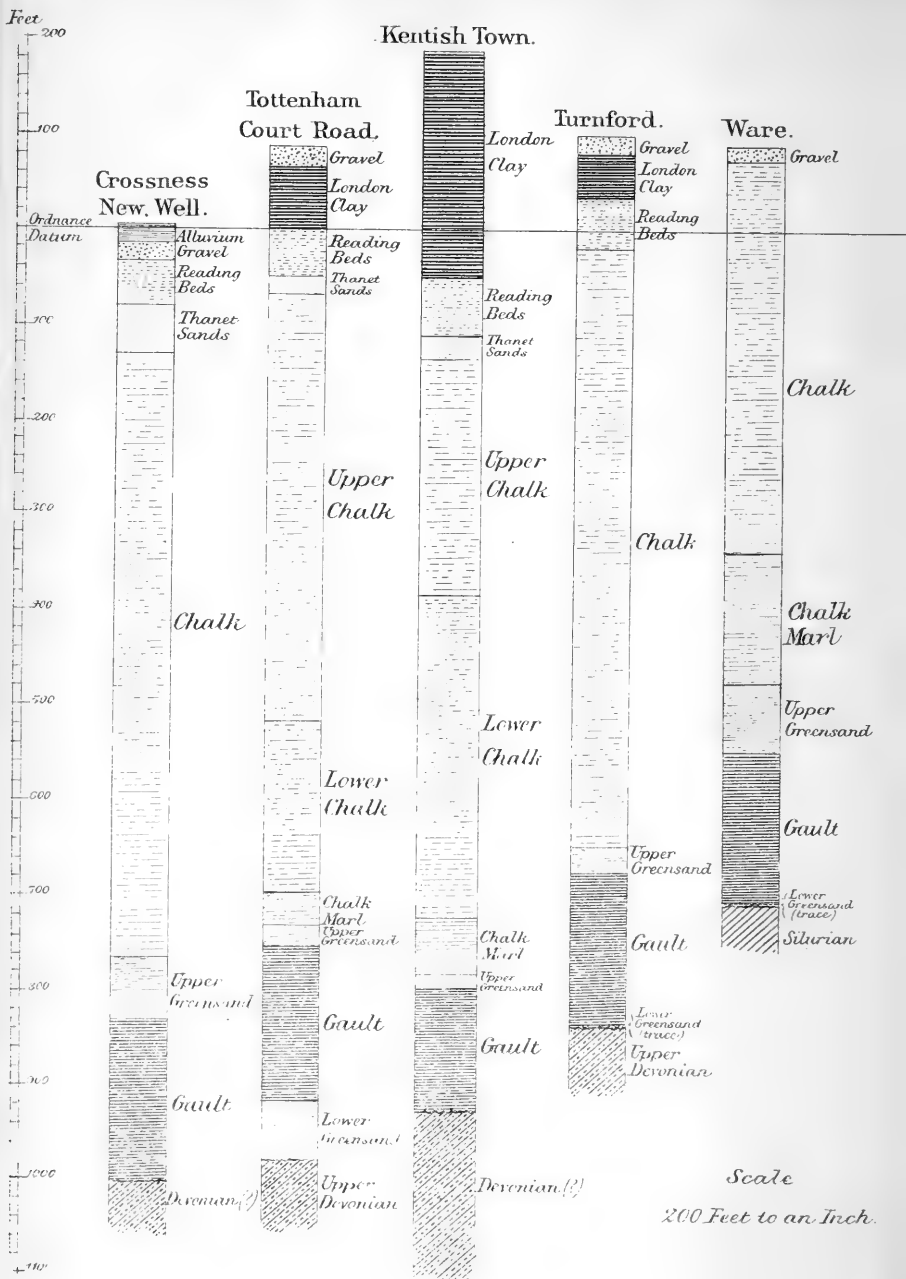 Feet
200
100
Ordnance
Datum
100
200
300
400
500
600
700
800
900
1000
Crossness
New. Well.
Alluvium
Gravel
Reading
Beds
Thanet
Sands
Chalk
Upper
Greensand
Gault
Devonian(?)
Tottenham
Court Road.
Gravel
London
Clay
Reading
Beds
Thanet
Sands
Upper
Chalk
Lower
Chalk
Chalk
Marl
Upper
Greensand
Gault
Lower
Greensand
Upper
Devonian
Kentish Town.
London
Clay
Reading
Beds
Thanet
Sands
Upper
Chalk
Lower
Chalk
Chalk
Marl
Upper
Greensand
Gault
Devonian(?)
Turnford.
Gravel
London
Clay
Reading
Beds
Chalk
Upper
Greensand
Gault
Lower
Greensand
(trace)
Upper
Devonian
Ware.
Gravel
Chalk
Chalk
Marl
Upper
Greensand
Gault
Lower
Greensand
(trace)
Silurian
Scale
200 Feet to an Inch.